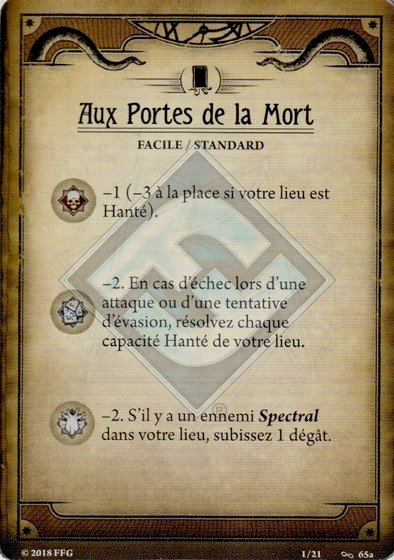 Aux Portes de la Mort
FACILE / STANDARD
–1 (–3 à la place si votre lieu est
Hanté).
–2. En cas d'échec lors d'une
attaque ou d'une tentative
d'évasion, résolvez chaque
capacité Hanté de votre lieu.
–2. S'il y a un ennemi Spectral
dans votre lieu, subissez 1 dégât.
®
© 2018 FFG
1/21
65a